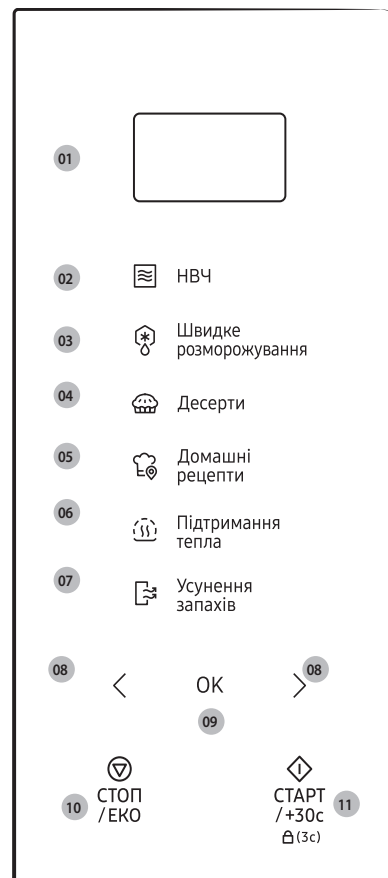 01
02 НВЧ
03 Швидке
розморожування
04 Десерти
05 Домашні
рецепти
06 Підтримання
тепла
07 Усунення
запахів
08 < OK > 08
09
10 СТОП
/ЕКО
СТАРТ 11
/+30с
(3с)